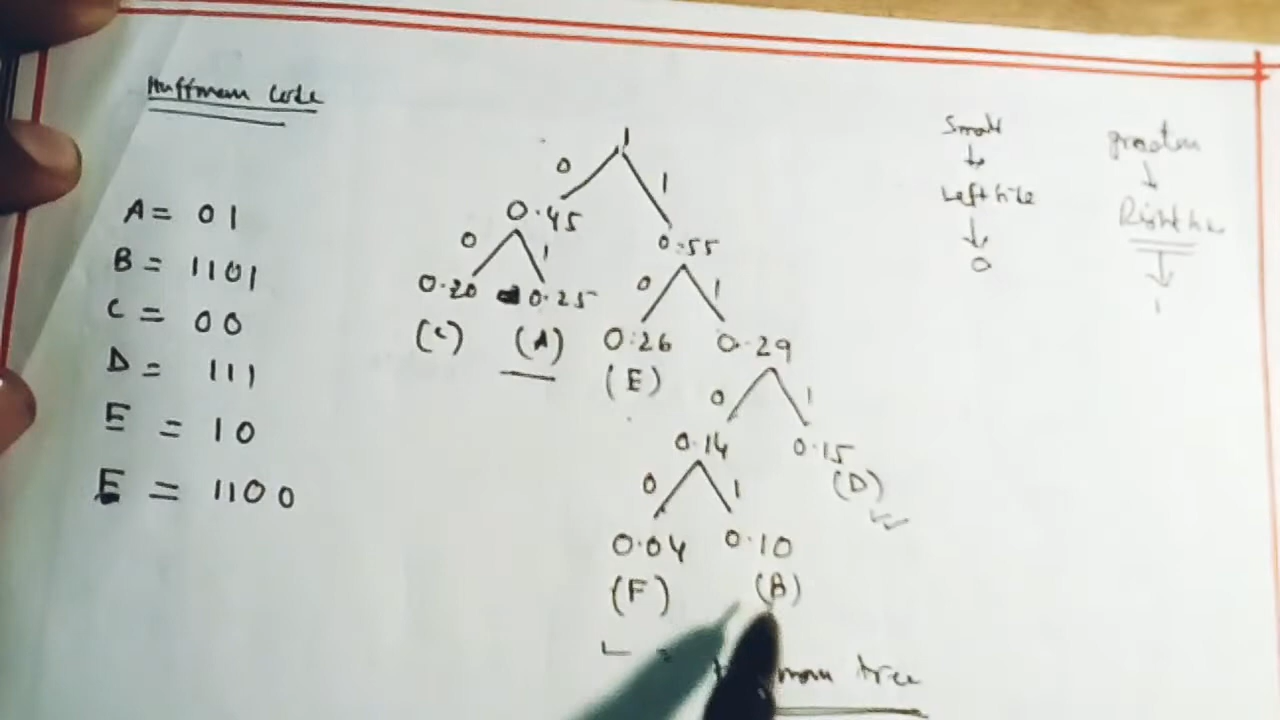 Huffman Code
A = 01
B = 1101
C = 00
D = 111
E = 10
E = 1100
1
0 1
0.45 0.55
0 1 0 1
0.20 0.25 0.26 0.29
(C) (A) (E)
0 1
0.14 0.15
(D)
0 1
0.04 0.10
(F) (B)
tree
Small
↓
Left side
↓
0
greater
↓
Right
↓
1